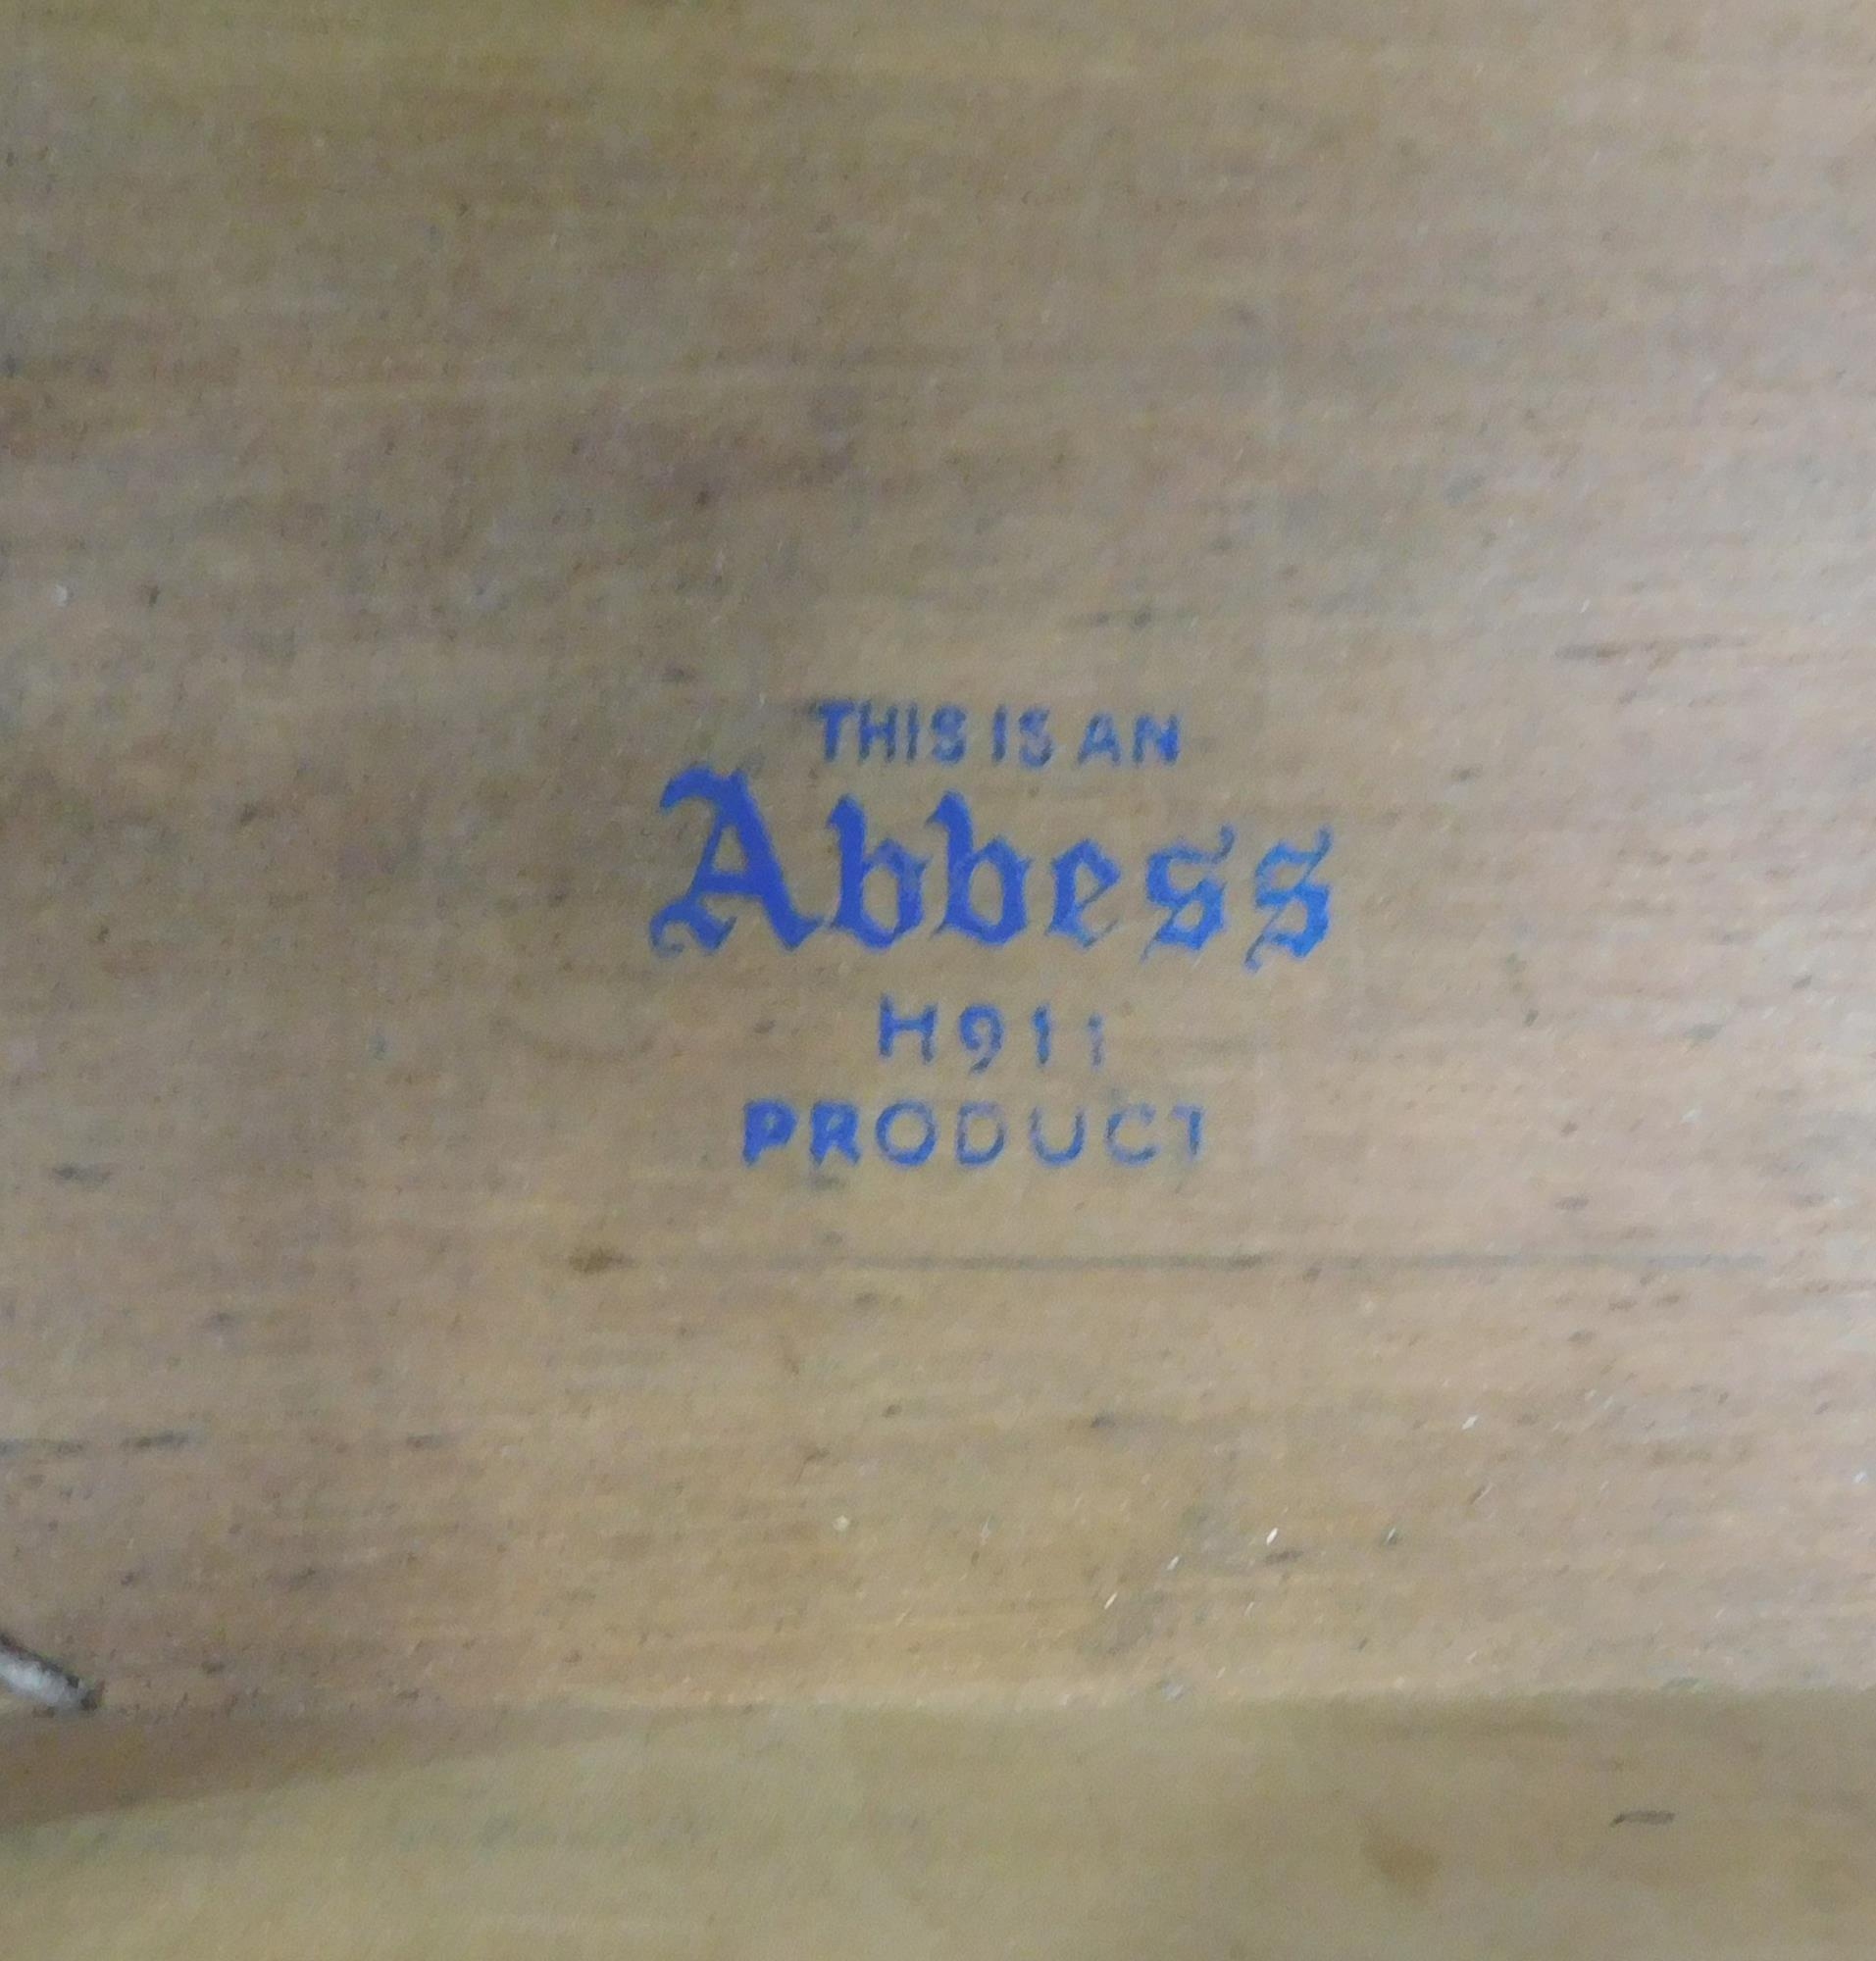 THIS IS AN
Abbess
H911
PRODUCT